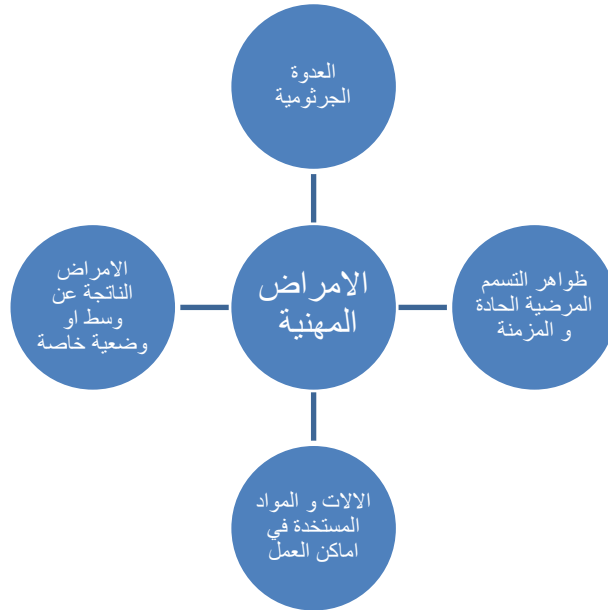 العدوة
الجرثومية
الامراض
الناتجة عن
وسط او
وضعية خاصة
الامراض
المهنية
ظواهر التسمم
المرضية الحادة
و المزمنة
الالات و المواد
المستخدة في
اماكن العمل